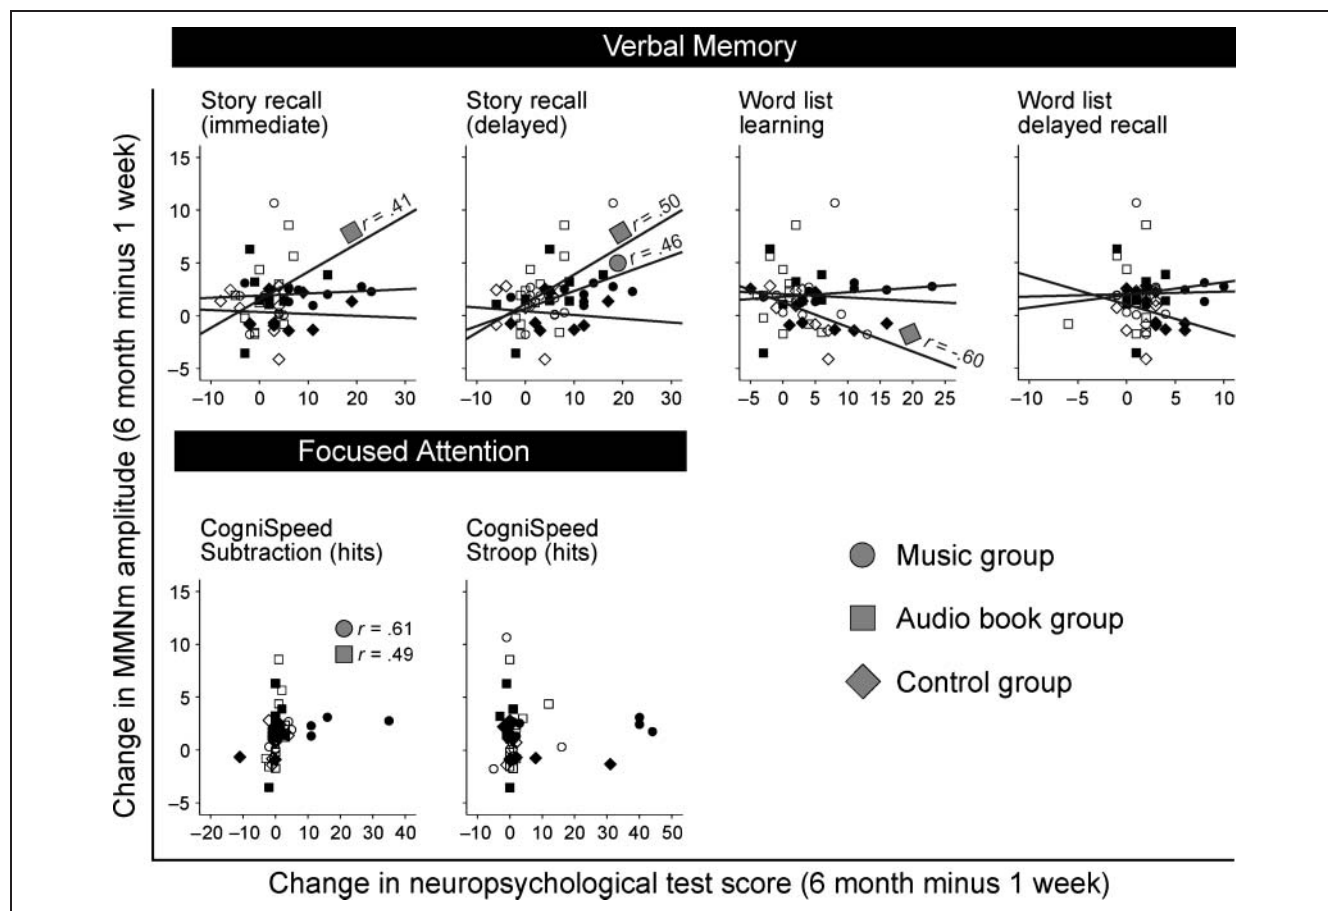 Verbal Memory
Story recall
(immediate)
Story recall
(delayed)
Word list
learning
Word list
delayed recall
Change in MMNm amplitude (6 month minus 1 week)
15
10
5
0
–5
r = .41
r = .50
r = .46
r = -.60
–10 0 10 20 30
–10 0 10 20 30
–5 0 5 10 15 20 25
–10 –5 0 5 10
Focused Attention
CogniSpeed
Subtraction (hits)
CogniSpeed
Stroop (hits)
15
10
5
0
–5
r = .61
r = .49
Music group
Audio book group
Control group
–20 –10 0 10 20 30 40
–10 0 10 20 30 40 50
Change in neuropsychological test score (6 month minus 1 week)